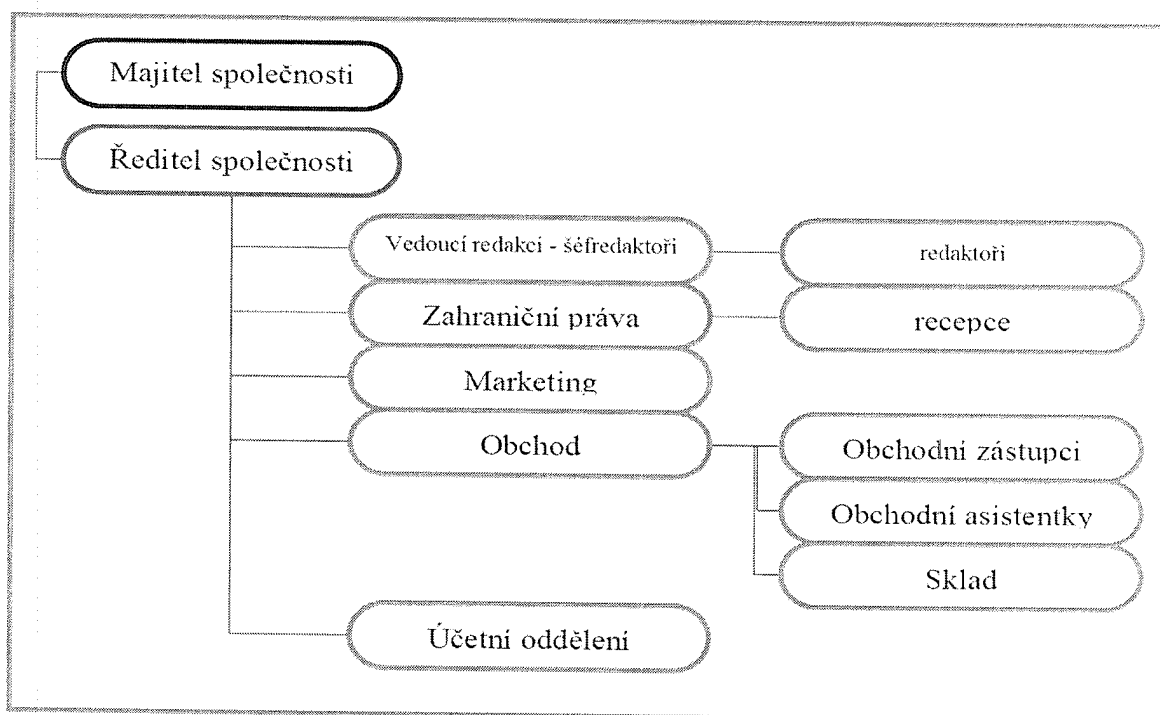 Majitel společnosti
Ředitel společnosti
Vedoucí redakcí - šéfredaktoři
redaktoři
Zahraniční práva
recepce
Marketing
Obchod
Obchodní zástupci
Obchodní asistentky
Sklad
Účetní oddělení